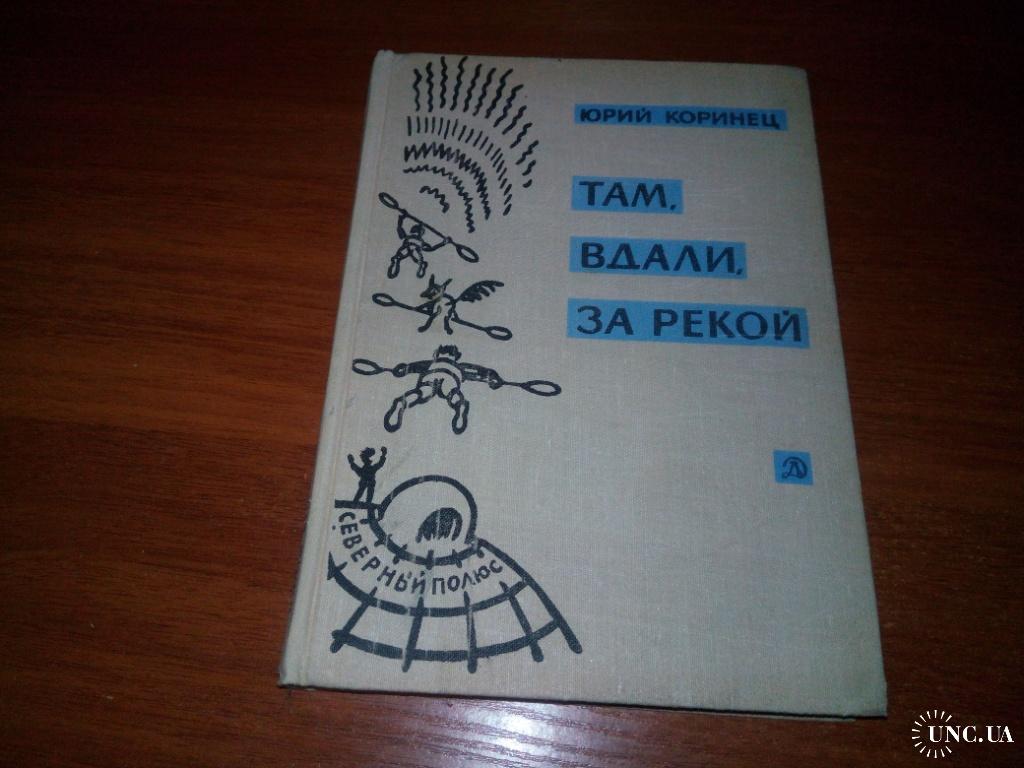 ЮРИЙ КОРИНЕЦ
ТАМ,
ВДАЛИ,
ЗА РЕКОЙ
СЕВЕРНЫЙ ПОЛЮС
UNC.UA